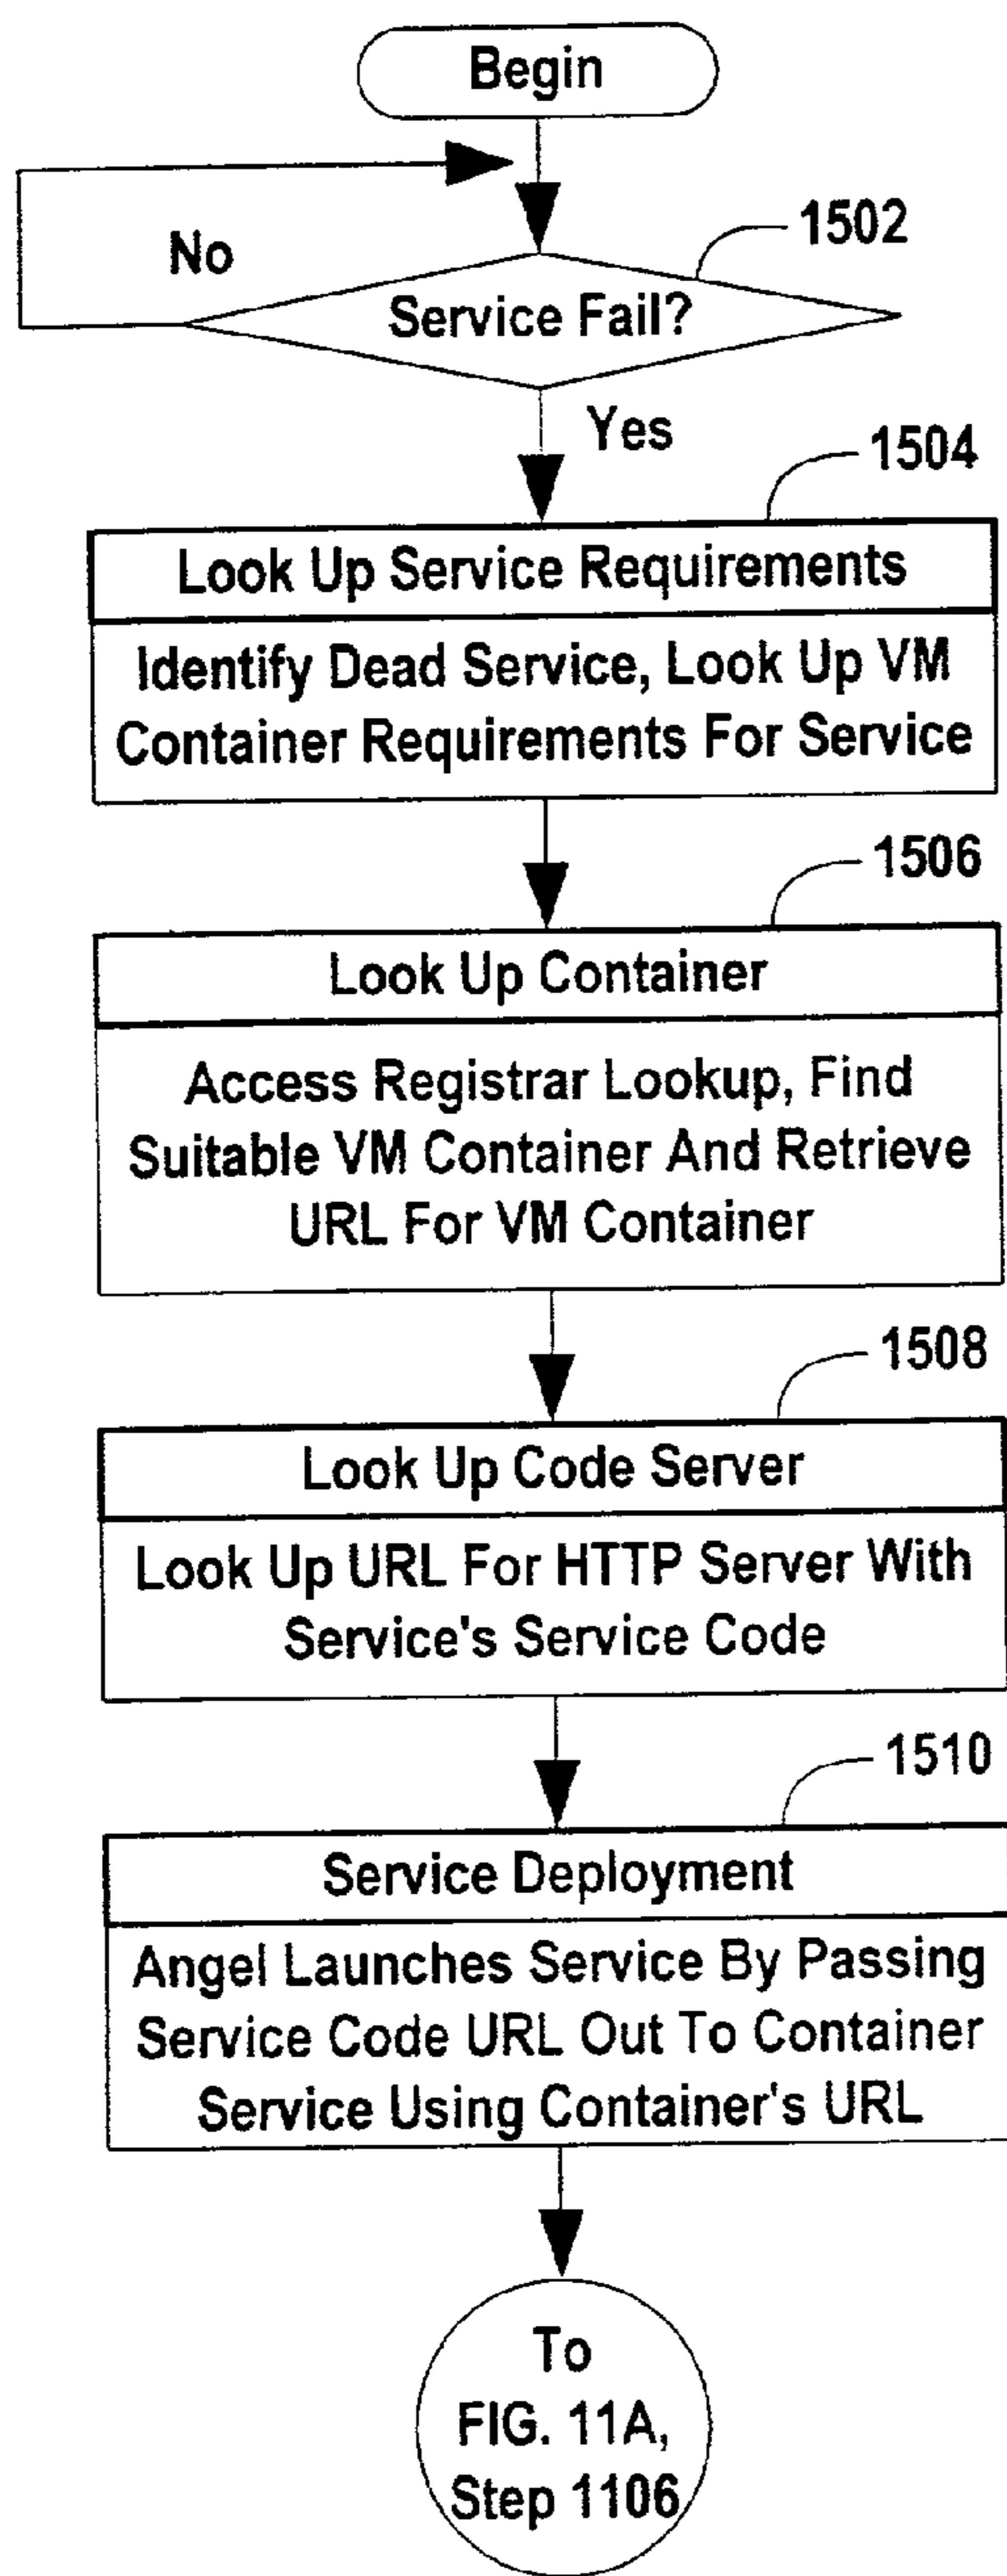 Begin
1502
No
Service Fail?
Yes
1504
Look Up Service Requirements
Identify Dead Service, Look Up VM
Container Requirements For Service
1506
Look Up Container
Access Registrar Lookup, Find
Suitable VM Container And Retrieve
URL For VM Container
1508
Look Up Code Server
Look Up URL For HTTP Server With
Service's Service Code
1510
Service Deployment
Angel Launches Service By Passing
Service Code URL Out To Container
Service Using Container's URL
To
FIG. 11A,
Step 1106